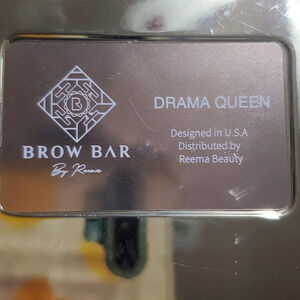 B
BROW BAR
By Reema
DRAMA QUEEN
Designed in U.S.A
Distributed by
Reema Beauty